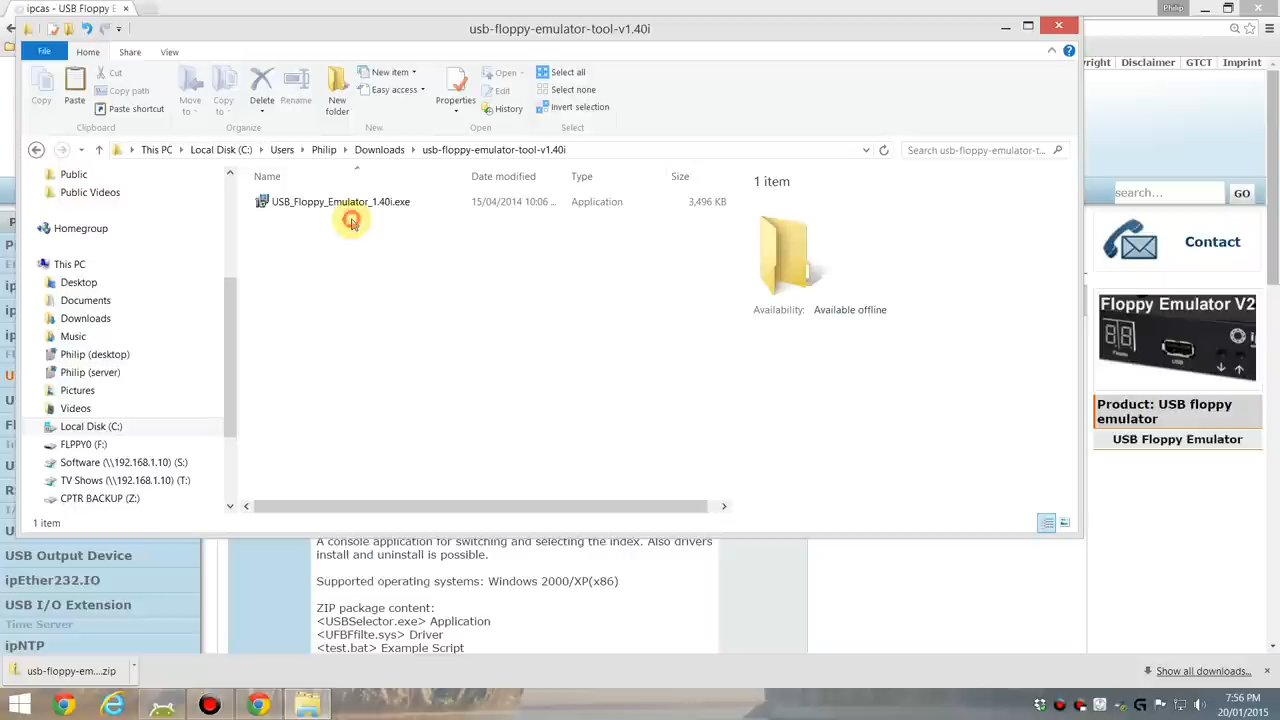 ipcas - USB Floppy E
Philip
usb-floppy-emulator-tool-v1.40i
File
Home
Share
View
Copy
Paste
Cut
Copy path
Paste shortcut
Clipboard
Move to
Copy to
Delete
Rename
Organize
New folder
New item
Easy access
New
Properties
Open
Edit
History
Open
Select all
Select none
Invert selection
Select
This PC
Local Disk (C:)
Users
Philip
Downloads
usb-floppy-emulator-tool-v1.40i
Search usb-floppy-emulator-t...
Name
Date modified
Type
Size
USB_Floppy_Emulator_1.40i.exe
15/04/2014 10:06 ...
Application
3,496 KB
1 item
Availability: Available offline
Public
Public Videos
Homegroup
This PC
Desktop
Documents
Downloads
Music
Philip (desktop)
Philip (server)
Pictures
Videos
Local Disk (C:)
FLPPY0 (F:)
Software (\\192.168.1.10) (S:)
TV Shows (\\192.168.1.10) (T:)
CPTR BACKUP (Z:)
1 item
Disclaimer
GTCT
Imprint
search...
GO
Contact
Floppy Emulator V2
88
USB
Product: USB floppy
emulator
USB Floppy Emulator
A console application for switching and selecting the index. Also drivers
install and uninstall is possible.
Supported operating systems: Windows 2000/XP(x86)
ZIP package content:
<USBSelector.exe> Application
<UFBFfilte.sys> Driver
<test.bat> Example Script
USB Output Device
ipEther232.IO
USB I/O Extension
Time Server
ipNTP
usb-floppy-em....zip
Show all downloads...
7:56 PM
20/01/2015